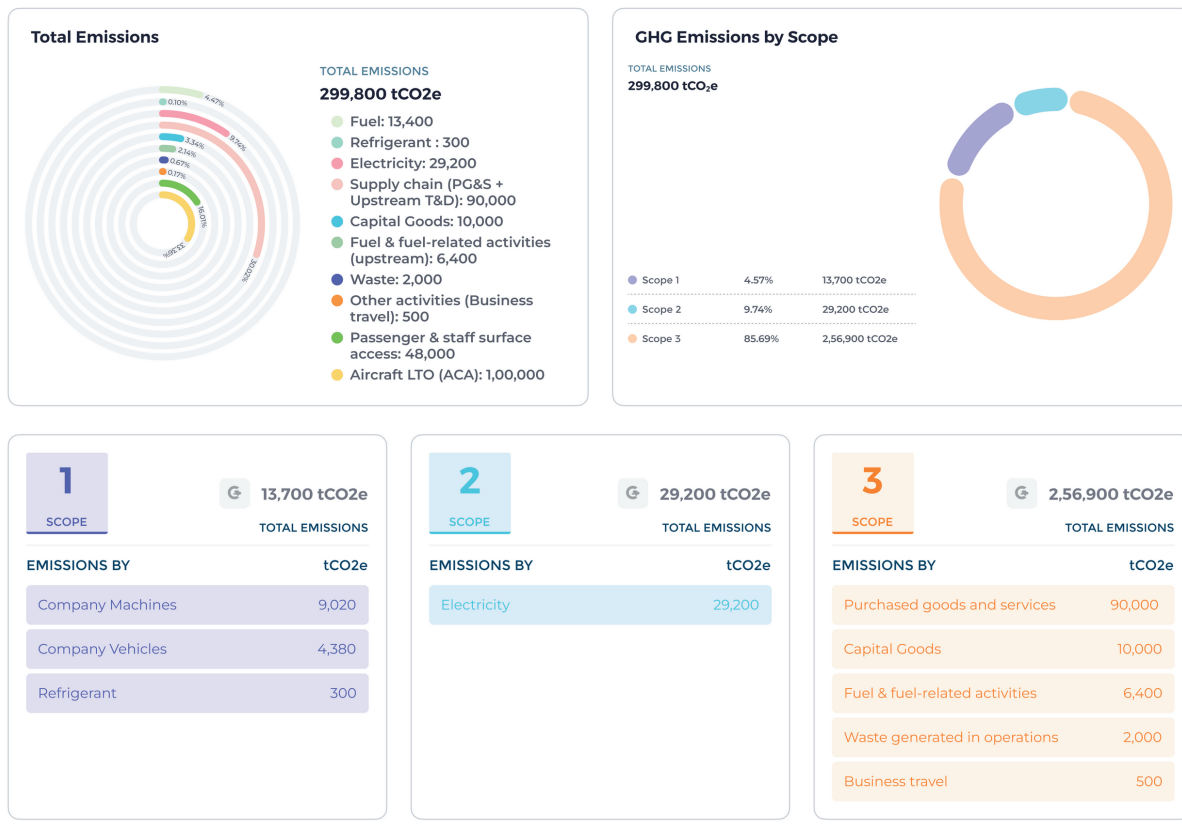 Total Emissions
4.47%
0.10%
9.74%
3.34%
2.14%
0.67%
0.17%
16.01%
33.36%
30.02%
TOTAL EMISSIONS
299,800 tCO2e
Fuel: 13,400
Refrigerant : 300
Electricity: 29,200
Supply chain (PG&S +
Upstream T&D): 90,000
Capital Goods: 10,000
Fuel & fuel-related activities
(upstream): 6,400
Waste: 2,000
Other activities (Business
travel): 500
Passenger & staff surface
access: 48,000
Aircraft LTO (ACA): 1,00,000
GHG Emissions by Scope
TOTAL EMISSIONS
299,800 tCO₂e
Scope 1 4.57% 13,700 tCO2e
Scope 2 9.74% 29,200 tCO2e
Scope 3 85.69% 2,56,900 tCO2e
1
SCOPE
13,700 tCO2e
TOTAL EMISSIONS
EMISSIONS BY tCO2e
Company Machines 9,020
Company Vehicles 4,380
Refrigerant 300
2
SCOPE
29,200 tCO2e
TOTAL EMISSIONS
EMISSIONS BY tCO2e
Electricity 29,200
3
SCOPE
2,56,900 tCO2e
TOTAL EMISSIONS
EMISSIONS BY tCO2e
Purchased goods and services 90,000
Capital Goods 10,000
Fuel & fuel-related activities 6,400
Waste generated in operations 2,000
Business travel 500